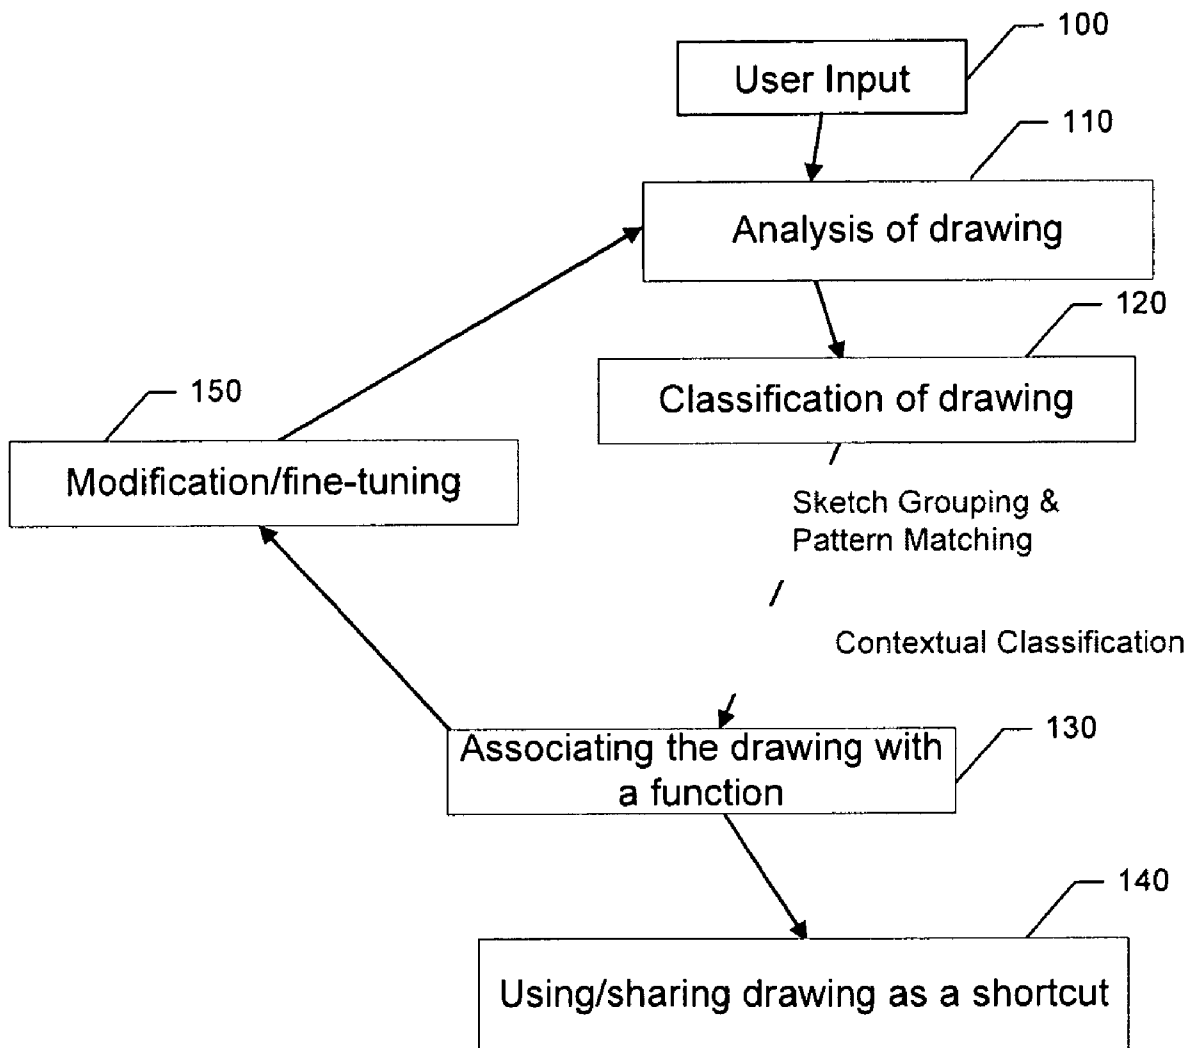 100
User Input
110
Analysis of drawing
120
Classification of drawing
150
Modification/fine-tuning
Sketch Grouping &
Pattern Matching
Contextual Classification
130
Associating the drawing with
a function
140
Using/sharing drawing as a shortcut